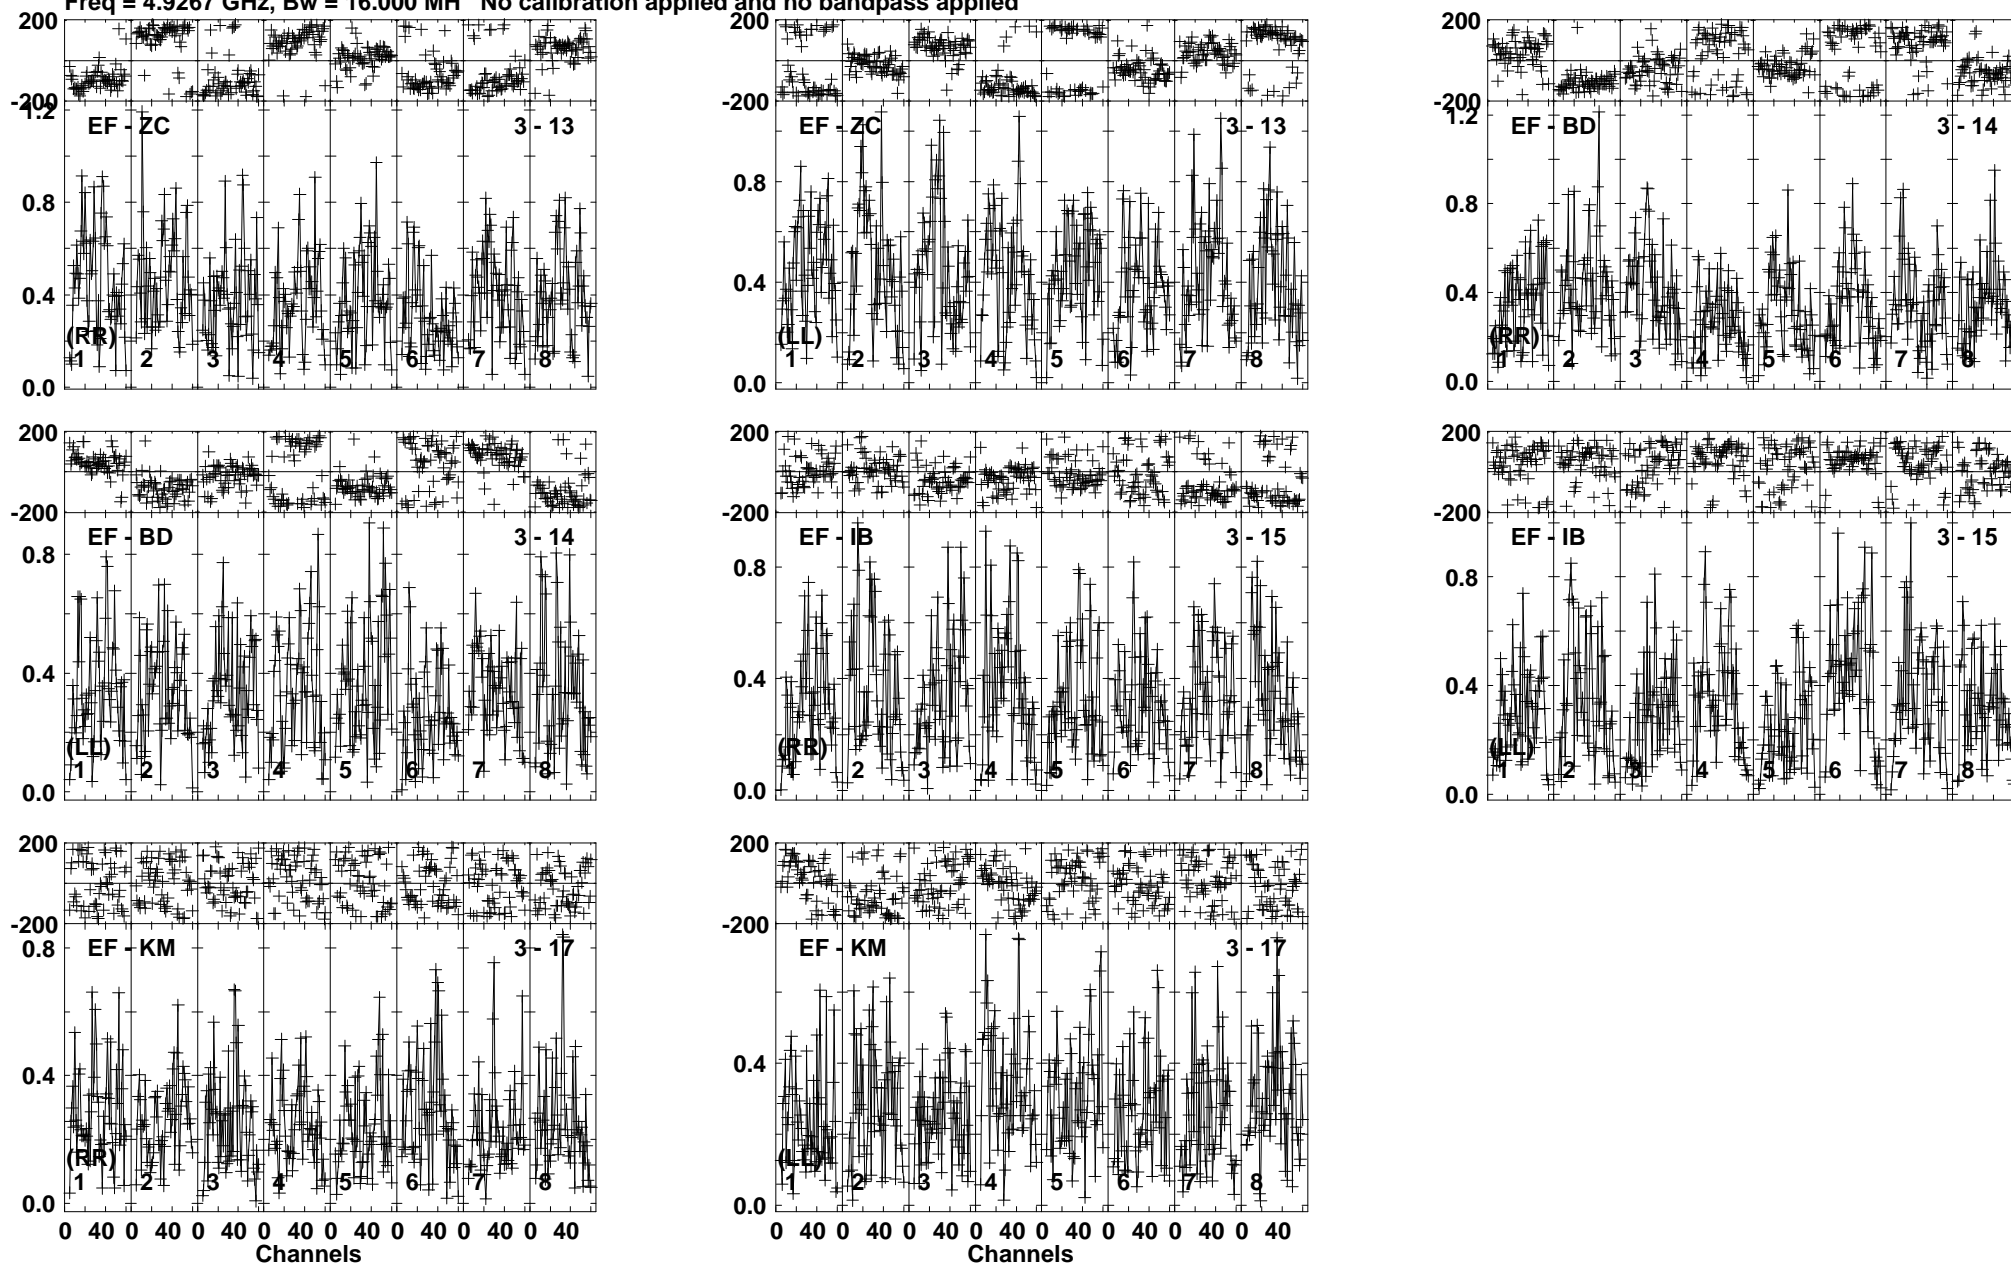 Freq = 4.9267 GHz, Bw = 16.000 MH   No calibration applied and no bandpass applied
200 200 200
-200 -200 -200
1.2 1.2
EF - ZC 3 - 13 EF - ZC 3 - 13 EF - BD 3 - 14
0.8 0.8 0.8
0.4 0.4 0.4
(RR) (LL) (RR)
1 2 3 4 5 6 7 8 1 2 3 4 5 6 7 8 1 2 3 4 5 6 7 8
0.0 0.0 0.0
200 200 200
-200 -200 -200
EF - BD 3 - 14 EF - IB 3 - 15 EF - IB 3 - 15
0.8 0.8 0.8
0.4 0.4 0.4
(LL) (RR) (LL)
1 2 3 4 5 6 7 8 1 2 3 4 5 6 7 8 1 2 3 4 5 6 7 8
0.0 0.0 0.0
200 200
-200 -200
EF - KM 3 - 17 EF - KM 3 - 17
0.8
0.4 0.4
(RR) (LL)
1 2 3 4 5 6 7 8 1 2 3 4 5 6 7 8
0.0 0.0
0 40 0 40 0 40 0 40 0 40 0 40 0 40 0 40 0 40 0 40 0 40 0 40 0 40 0 40 0 40 0 40
Channels Channels